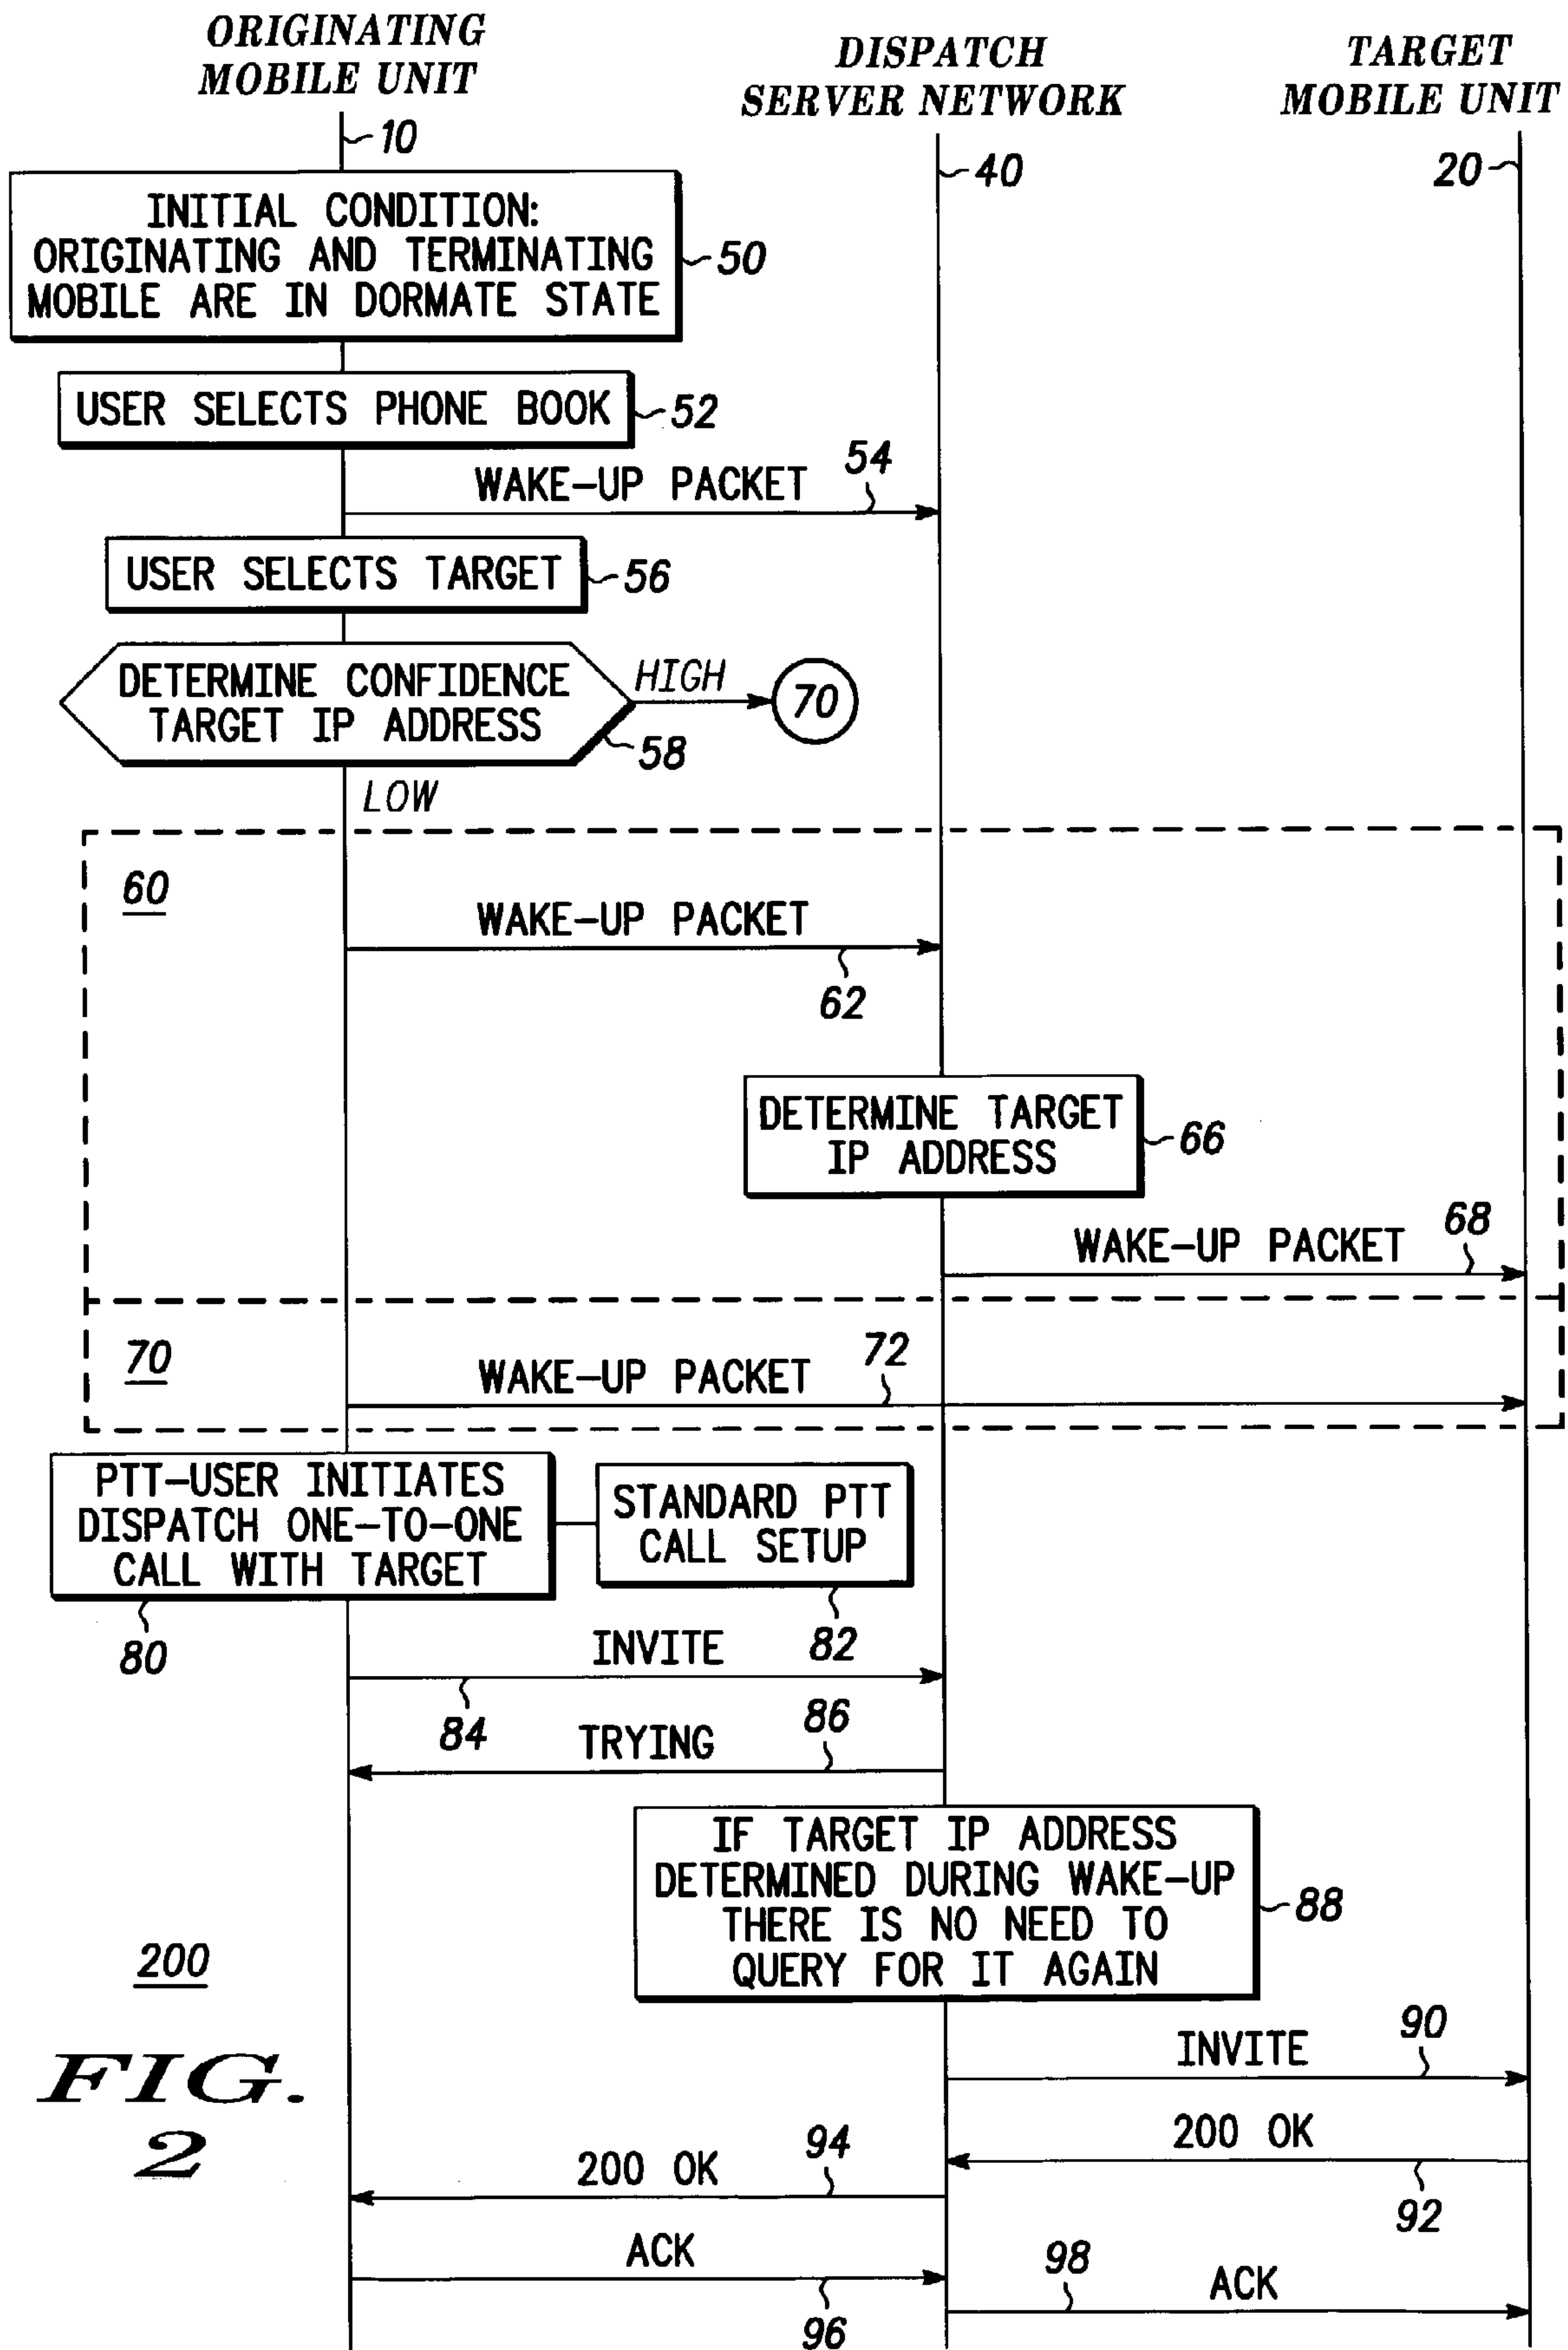 ORIGINATING
MOBILE UNIT
DISPATCH
SERVER NETWORK
TARGET
MOBILE UNIT
10
40
20
INITIAL CONDITION:
ORIGINATING AND TERMINATING
MOBILE ARE IN DORMATE STATE
50
USER SELECTS PHONE BOOK
52
WAKE-UP PACKET
54
USER SELECTS TARGET
56
DETERMINE CONFIDENCE
TARGET IP ADDRESS
58
HIGH
70
LOW
60
WAKE-UP PACKET
62
DETERMINE TARGET
IP ADDRESS
66
WAKE-UP PACKET
68
70
WAKE-UP PACKET
72
PTT-USER INITIATES
DISPATCH ONE-TO-ONE
CALL WITH TARGET
80
STANDARD PTT
CALL SETUP
82
INVITE
84
TRYING
86
IF TARGET IP ADDRESS
DETERMINED DURING WAKE-UP
THERE IS NO NEED TO
QUERY FOR IT AGAIN
88
200
FIG.
2
INVITE
90
200 OK
92
200 OK
94
ACK
96
98
ACK